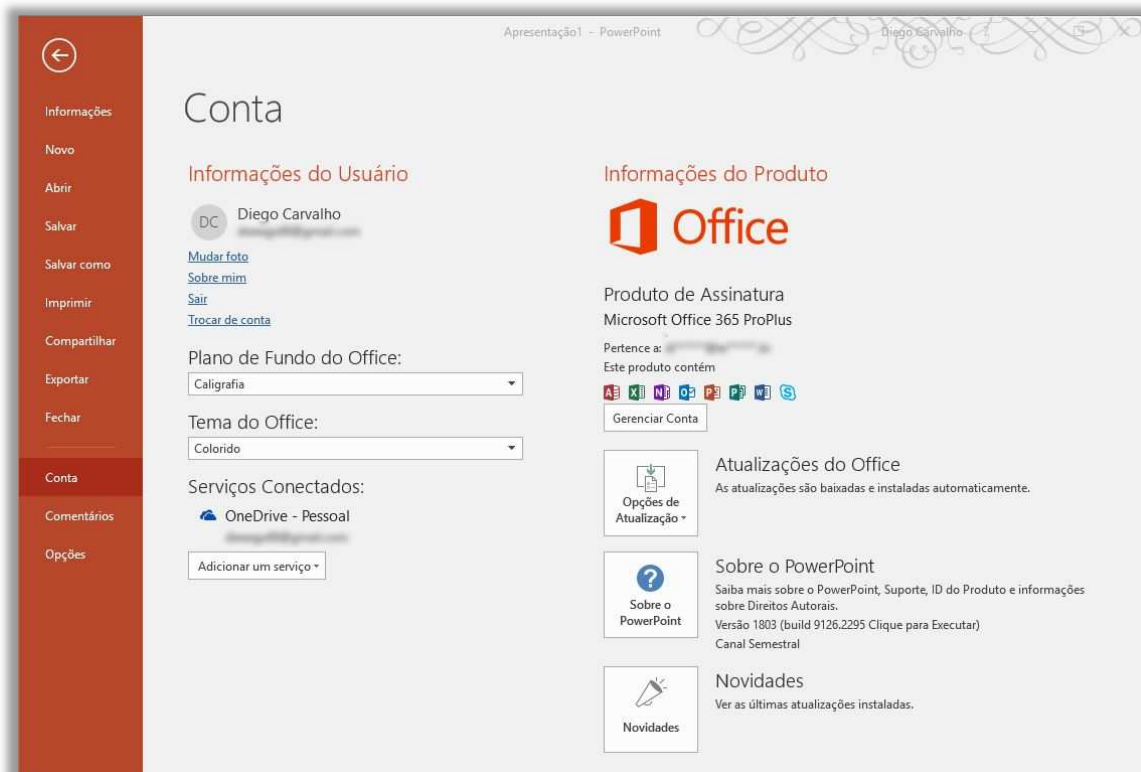 Apresentação1 - PowerPoint
Diego Carvalho ?
Informações
Novo
Abrir
Salvar
Salvar como
Imprimir
Compartilhar
Exportar
Fechar
Conta
Comentários
Opções
Conta
Informações do Usuário
DC
Diego Carvalho
Mudar foto
Sobre mim
Sair
Trocar de conta
Plano de Fundo do Office:
Caligrafia
Tema do Office:
Colorido
Serviços Conectados:
OneDrive - Pessoal
Adicionar um serviço
Informações do Produto
Office
Produto de Assinatura
Microsoft Office 365 ProPlus
Pertence a:
Este produto contém
Gerenciar Conta
Opções de
Atualização
Atualizações do Office
As atualizações são baixadas e instaladas automaticamente.
Sobre o
PowerPoint
Sobre o PowerPoint
Saiba mais sobre o PowerPoint, Suporte, ID do Produto e informações
sobre Direitos Autorais.
Versão 1803 (build 9126.2295 Clique para Executar)
Canal Semestral
Novidades
Novidades
Ver as últimas atualizações instaladas.